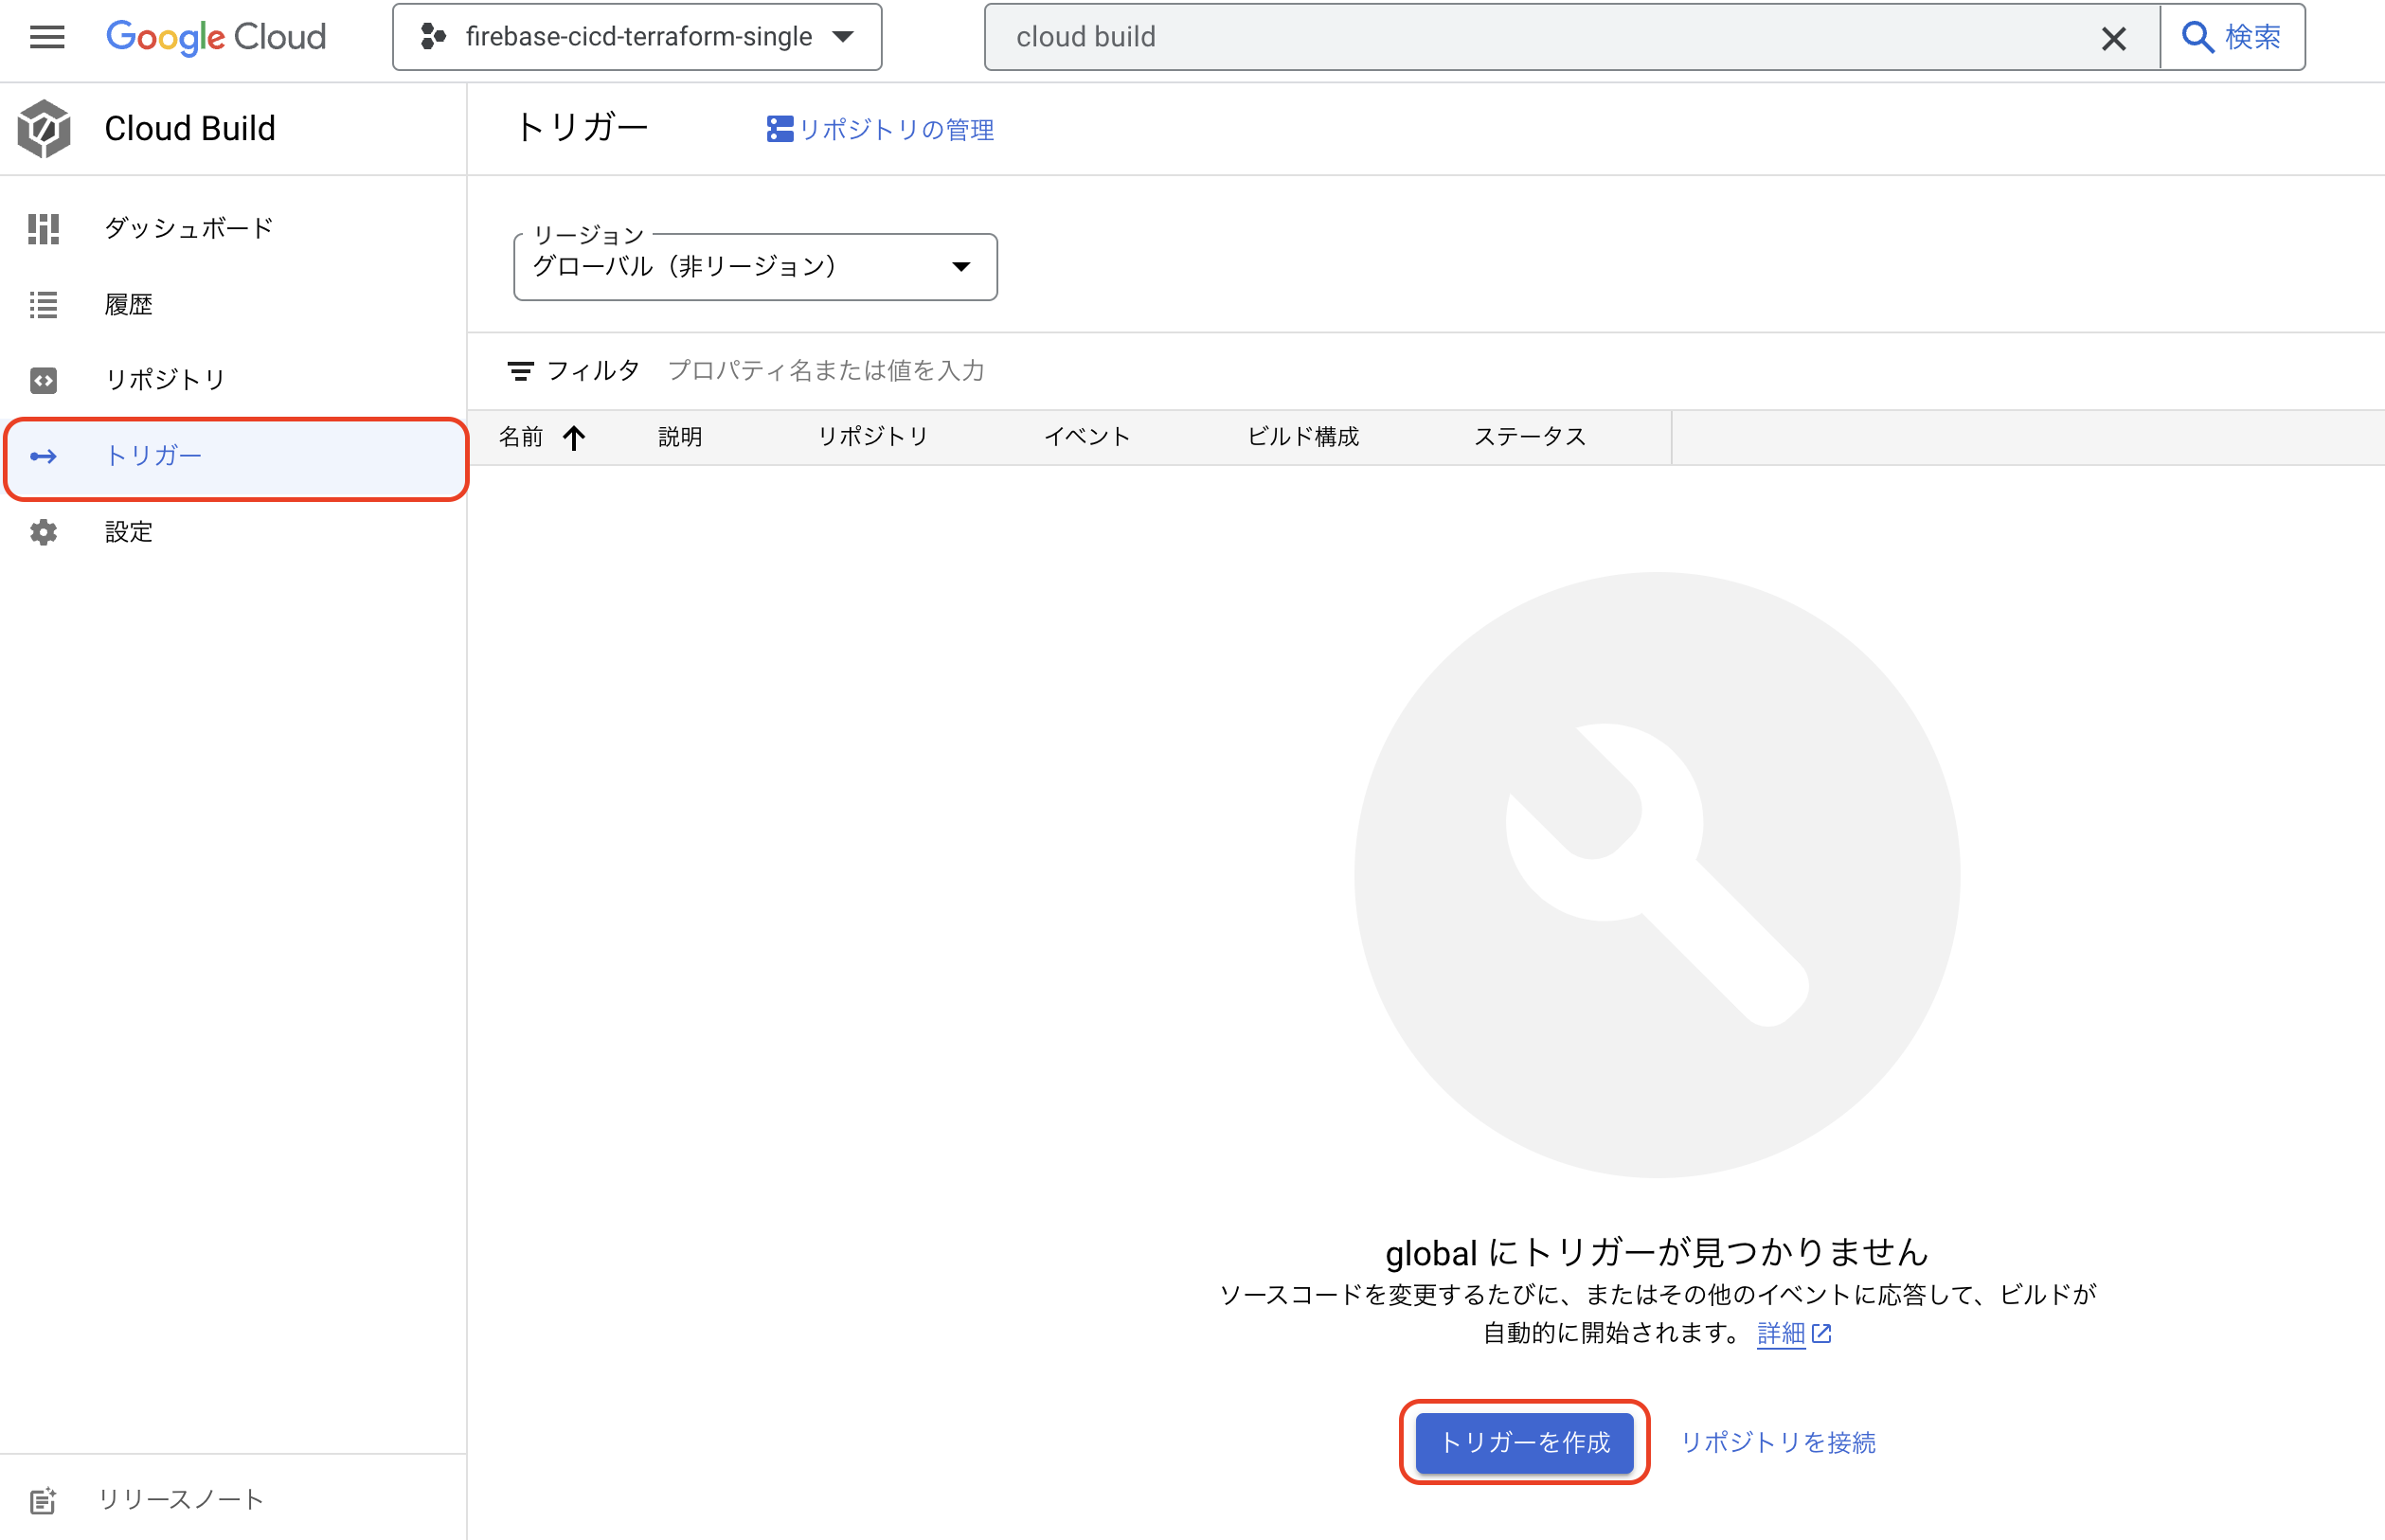 Google Cloud
firebase-cicd-terraform-single
cloud build
検索
Cloud Build
トリガー
リポジトリの管理
ダッシュボード
履歴
リポジトリ
トリガー
設定
リリースノート
リージョン
グローバル（非リージョン）
フィルタ プロパティ名または値を入力
名前 説明 リポジトリ イベント ビルド構成 ステータス
global にトリガーが見つかりません
ソースコードを変更するたびに、またはその他のイベントに応答して、ビルドが
自動的に開始されます。 詳細
トリガーを作成
リポジトリを接続